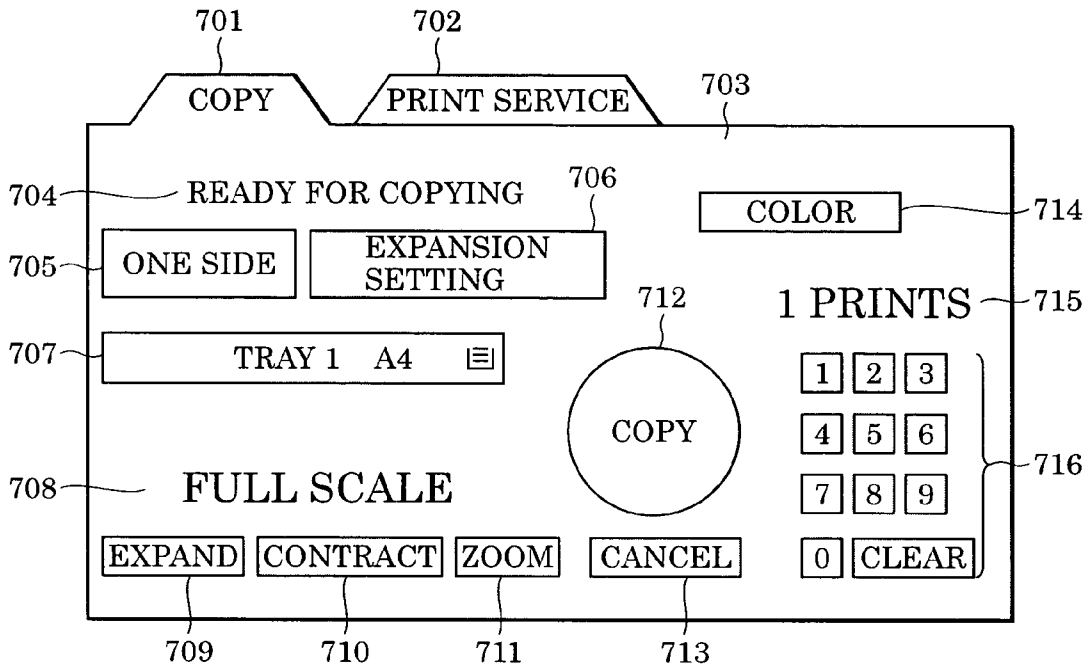 701 702
COPY PRINT SERVICE 703
704 READY FOR COPYING 706
COLOR 714
705 ONE SIDE EXPANSION
SETTING
712 1 PRINTS 715
707 TRAY 1 A4
1 2 3
COPY 4 5 6
716
708 FULL SCALE 7 8 9
EXPAND CONTRACT ZOOM CANCEL 0 CLEAR
709 710 711 713